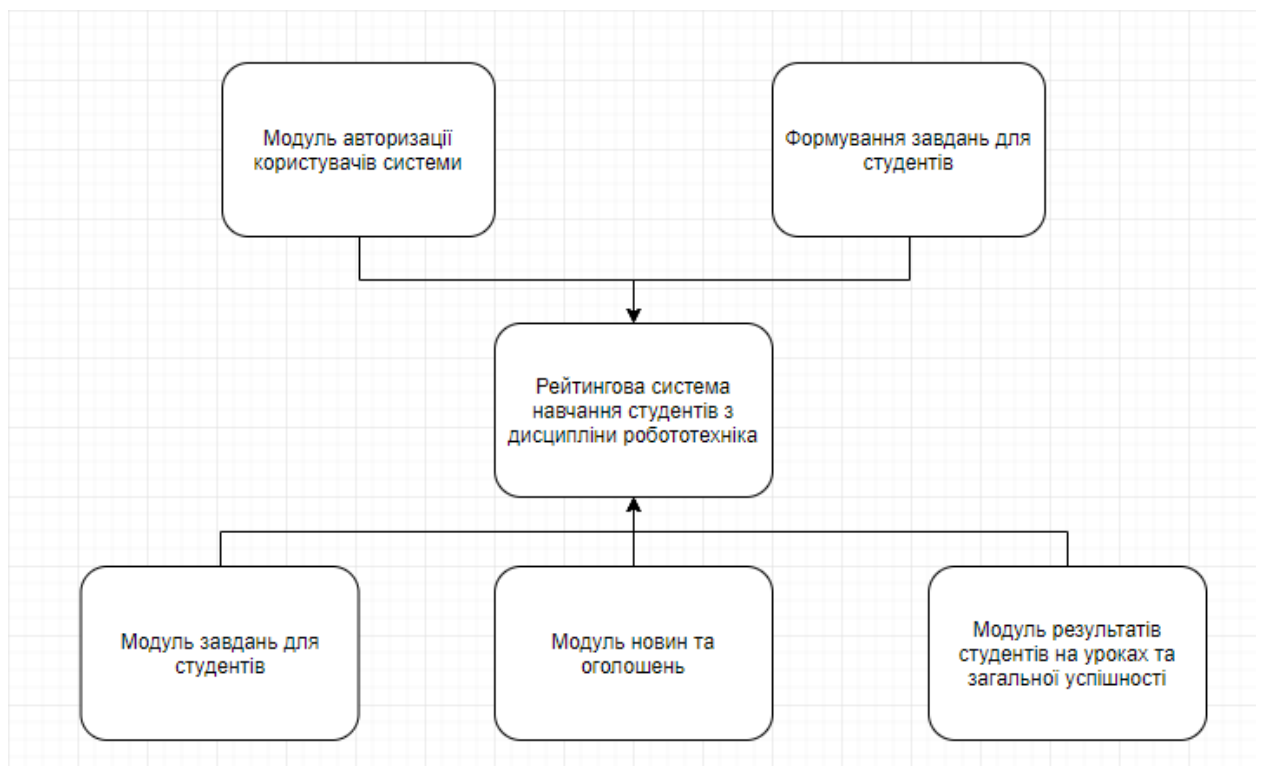 Модуль авторизації
користувачів системи
Формування завдань для
студентів
Рейтингова система
навчання студентів з
дисципліни робототехніка
Модуль завдань для
студентів
Модуль новин та
оголошень
Модуль результатів
студентів на уроках та
загальної успішності